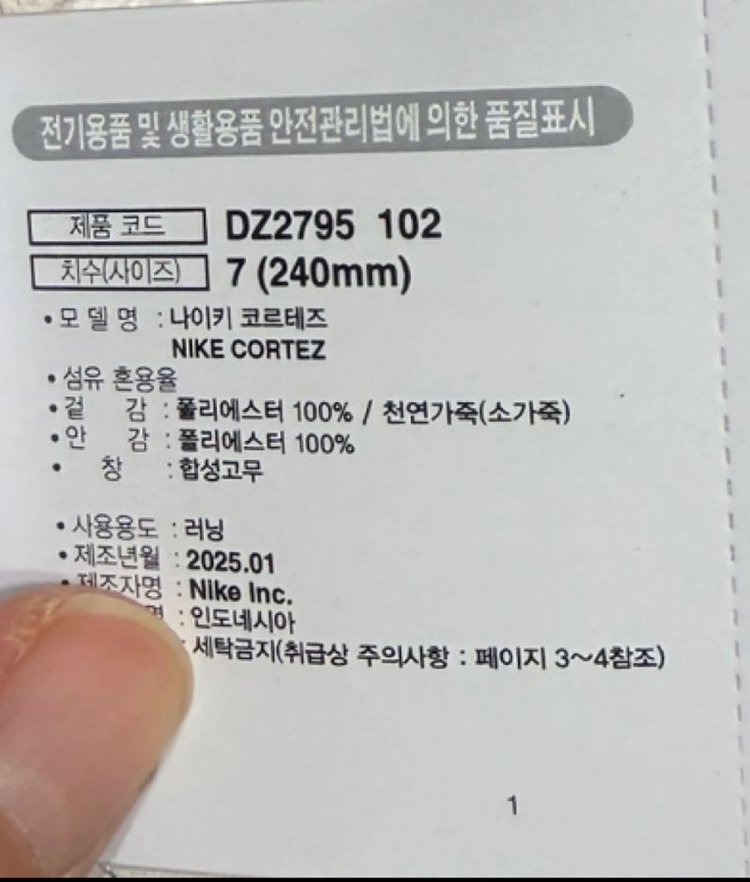 전기용품 및 생활용품 안전관리법에 의한 품질표시
제품 코드 DZ2795 102
치수(사이즈) 7 (240mm)
• 모 델 명 : 나이키 코르테즈
NIKE CORTEZ
• 섬유 혼용율
• 겉 감 : 폴리에스터 100% / 천연가죽(소가죽)
• 안 감 : 폴리에스터 100%
• 창 : 합성고무
• 사용용도 : 러닝
• 제조년월 : 2025.01
• 제조자명 : Nike Inc.
명 : 인도네시아
: 세탁금지(취급상 주의사항 : 페이지 3~4참조)
1